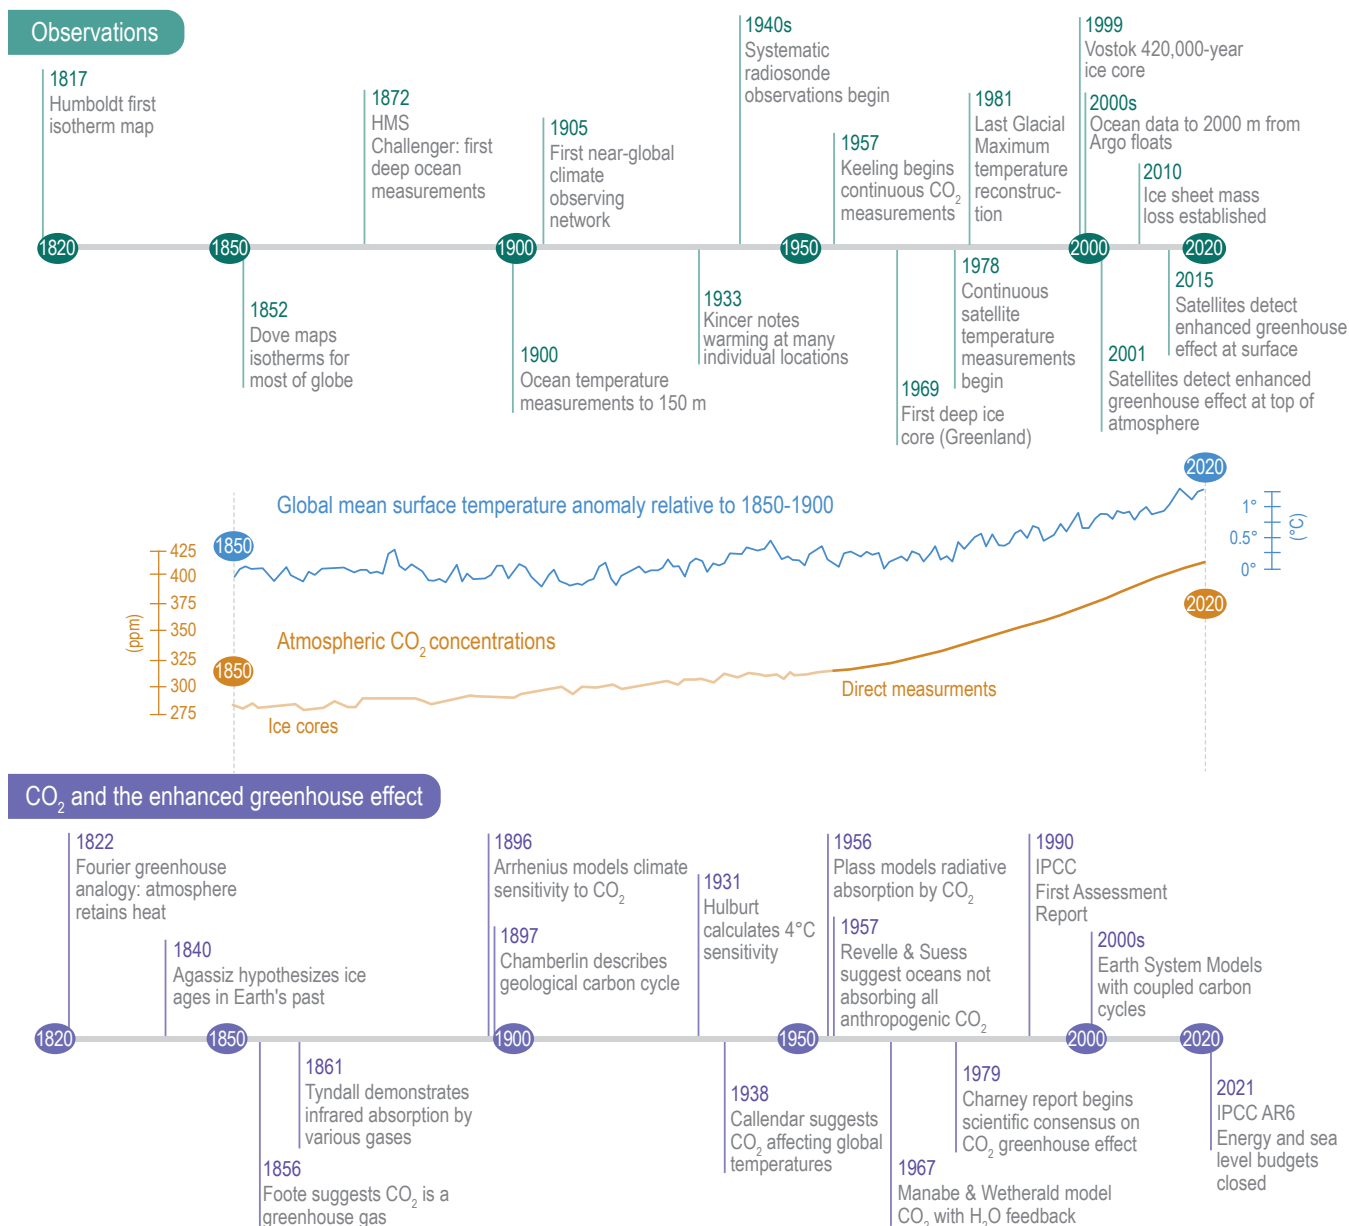 Observations
1817
Humboldt first
isotherm map
1872
HMS
Challenger: first
deep ocean
measurements
1905
First near-global
climate
observing
network
1940s
Systematic
radiosonde
observations begin
1957
Keeling begins
continuous CO2
measurements
1981
Last Glacial
Maximum
temperature
reconstruc-
tion
1999
Vostok 420,000-year
ice core
2000s
Ocean data to 2000 m from
Argo floats
2010
Ice sheet mass
loss established
1820
1850
1900
1950
2000
2020
1852
Dove maps
isotherms for
most of globe
1900
Ocean temperature
measurements to 150 m
1933
Kincer notes
warming at many
individual locations
1969
First deep ice
core (Greenland)
1978
Continuous
satellite
temperature
measurements
begin
2001
Satellites detect enhanced
greenhouse effect at top of
atmosphere
2015
Satellites detect
enhanced greenhouse
effect at surface
Global mean surface temperature anomaly relative to 1850-1900
1850
2020
1°
0.5°
0°
(°C)
425
400
375
350
325
300
275
(ppm)
Atmospheric CO2 concentrations
1850
2020
Ice cores
Direct measurments
CO2 and the enhanced greenhouse effect
1822
Fourier greenhouse
analogy: atmosphere
retains heat
1840
Agassiz hypothesizes ice
ages in Earth's past
1896
Arrhenius models climate
sensitivity to CO2
1897
Chamberlin describes
geological carbon cycle
1931
Hulburt
calculates 4°C
sensitivity
1956
Plass models radiative
absorption by CO2
1957
Revelle & Suess
suggest oceans not
absorbing all
anthropogenic CO2
1990
IPCC
First Assessment
Report
2000s
Earth System Models
with coupled carbon
cycles
1820
1850
1900
1950
2000
2020
1856
Foote suggests CO2 is a
greenhouse gas
1861
Tyndall demonstrates
infrared absorption by
various gases
1938
Callendar suggests
CO2 affecting global
temperatures
1967
Manabe & Wetherald model
CO2 with H2O feedback
1979
Charney report begins
scientific consensus on
CO2 greenhouse effect
2021
IPCC AR6
Energy and sea
level budgets
closed